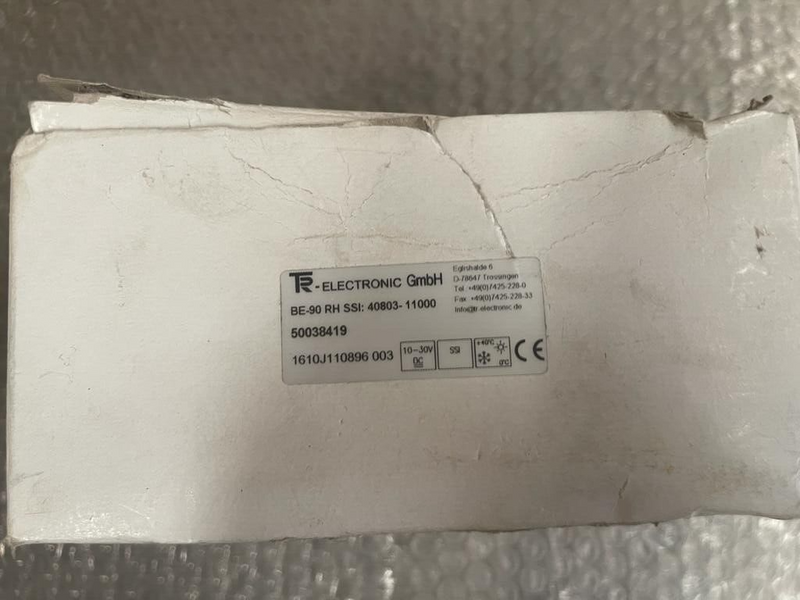 TR-ELECTRONIC GmbH
Eglishalde 6
D-78647 Trossingen
Tel. +49(0)7425-228-0
Fax +49(0)7425-228-33
info@tr-electronic.de
BE-90 RH SSI: 40803-11000
50038419
1610J110896 003
10-30V
DC
SSI
+40°C
0°C
CE